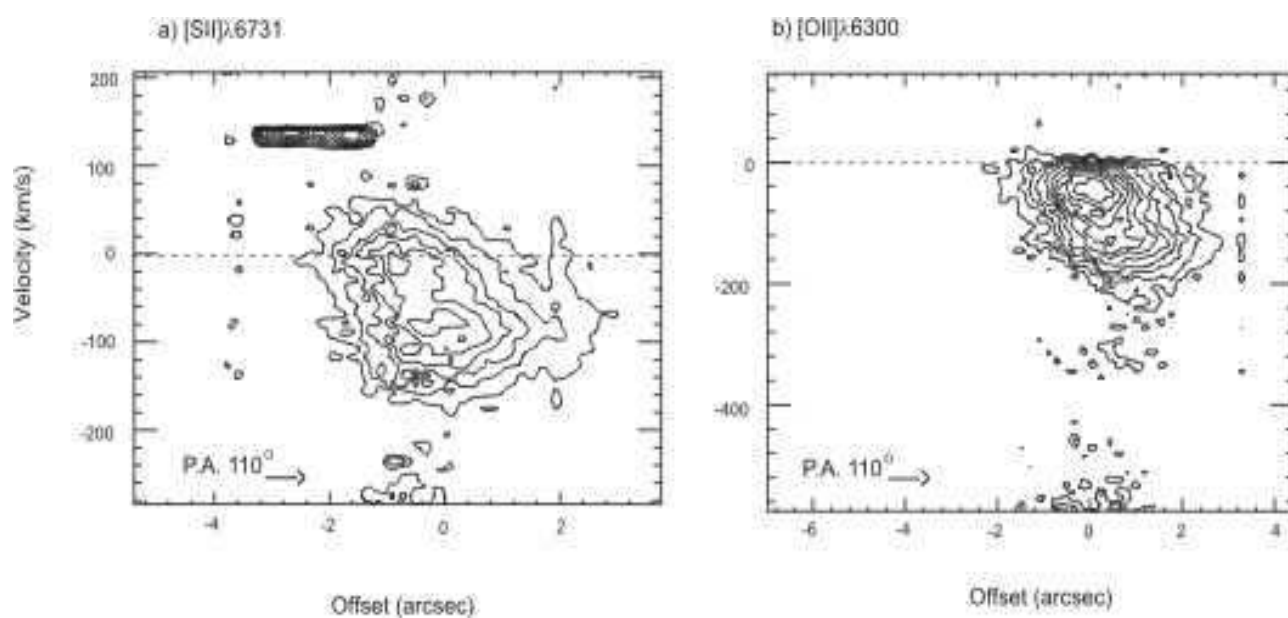 a) [SII]λ6731
b) [OI]λ6300
200
100
0
-100
-200
Velocity (km/s)
P.A. 110°
-4
-2
0
2
Offset (arcsec)
0
-200
-400
P.A. 110°
-6
-4
-2
0
2
4
Offset (arcsec)